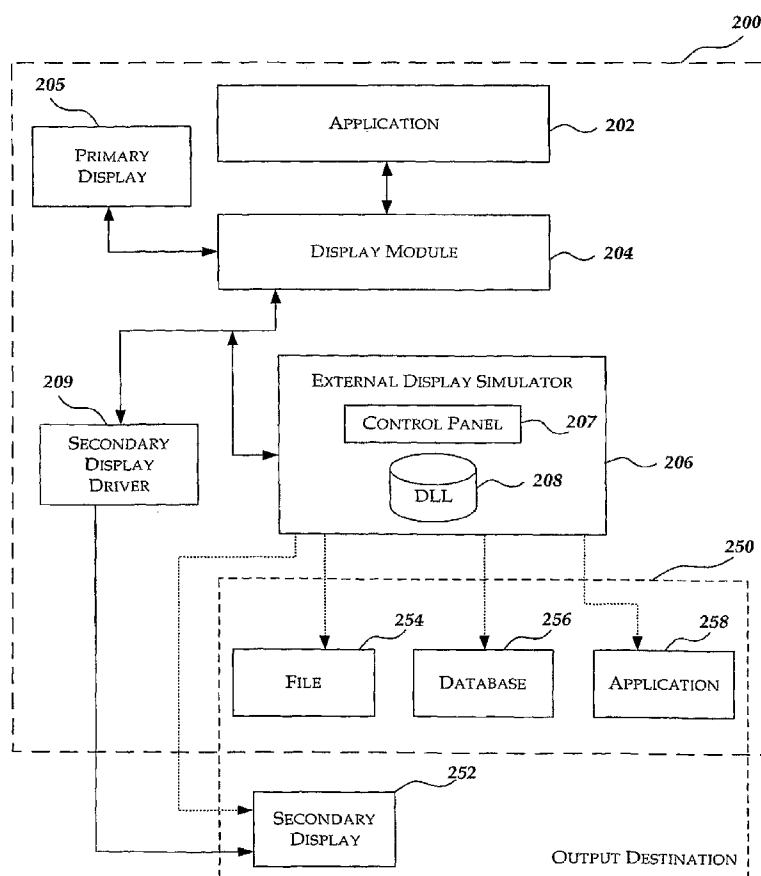 200
205
APPLICATION
202
PRIMARY
DISPLAY
DISPLAY MODULE
204
209
EXTERNAL DISPLAY SIMULATOR
CONTROL PANEL
207
SECONDARY
DISPLAY
DRIVER
206
DLL
208
250
254
256
258
FILE
DATABASE
APPLICATION
252
SECONDARY
DISPLAY
OUTPUT DESTINATION